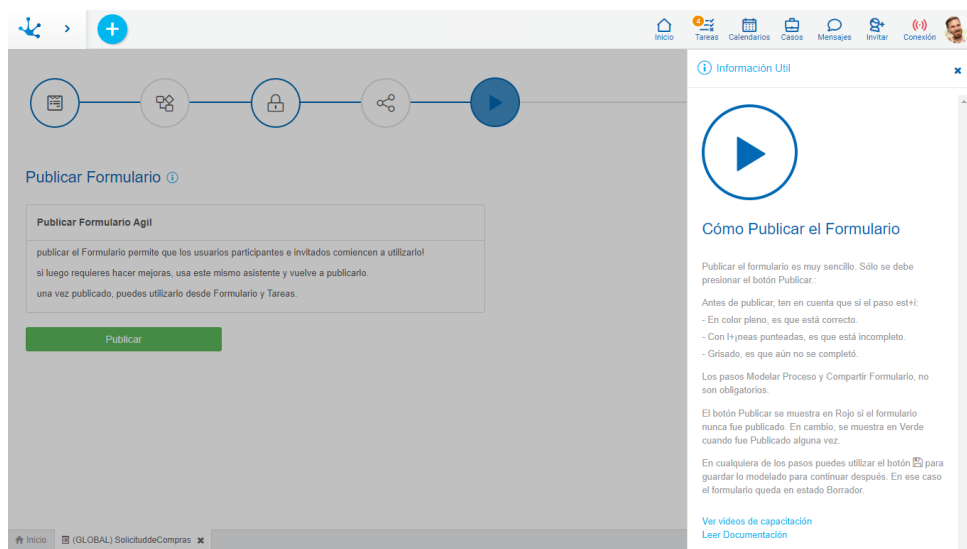 Inicio
4
Tareas
Calendarios
Casos
Mensajes
Invitar
Conexión
Publicar Formulario
Publicar Formulario Agil
publicar el Formulario permite que los usuarios participantes e invitados comiencen a utilizarlo!
si luego requieres hacer mejoras, usa este mismo asistente y vuelve a publicarlo.
una vez publicado, puedes utilizarlo desde Formulario y Tareas.
Publicar
Información Util
Cómo Publicar el Formulario
Publicar el formulario es muy sencillo. Sólo se debe
presionar el botón Publicar.:
Antes de publicar, ten en cuenta que si el paso est+í:
- En color pleno, es que está correcto.
- Con l+¡neas punteadas, es que está incompleto.
- Grisado, es que aún no se completó.
Los pasos Modelar Proceso y Compartir Formulario, no
son obligatorios.
El botón Publicar se muestra en Rojo si el formulario
nunca fue publicado. En cambio, se muestra en Verde
cuando fue Publicado alguna vez.
En cualquiera de los pasos puedes utilizar el botón para
guardar lo modelado para continuar después. En ese caso
el formulario queda en estado Borrador.
Ver videos de capacitación
Leer Documentación
Inicio
(GLOBAL) SolicituddeCompras